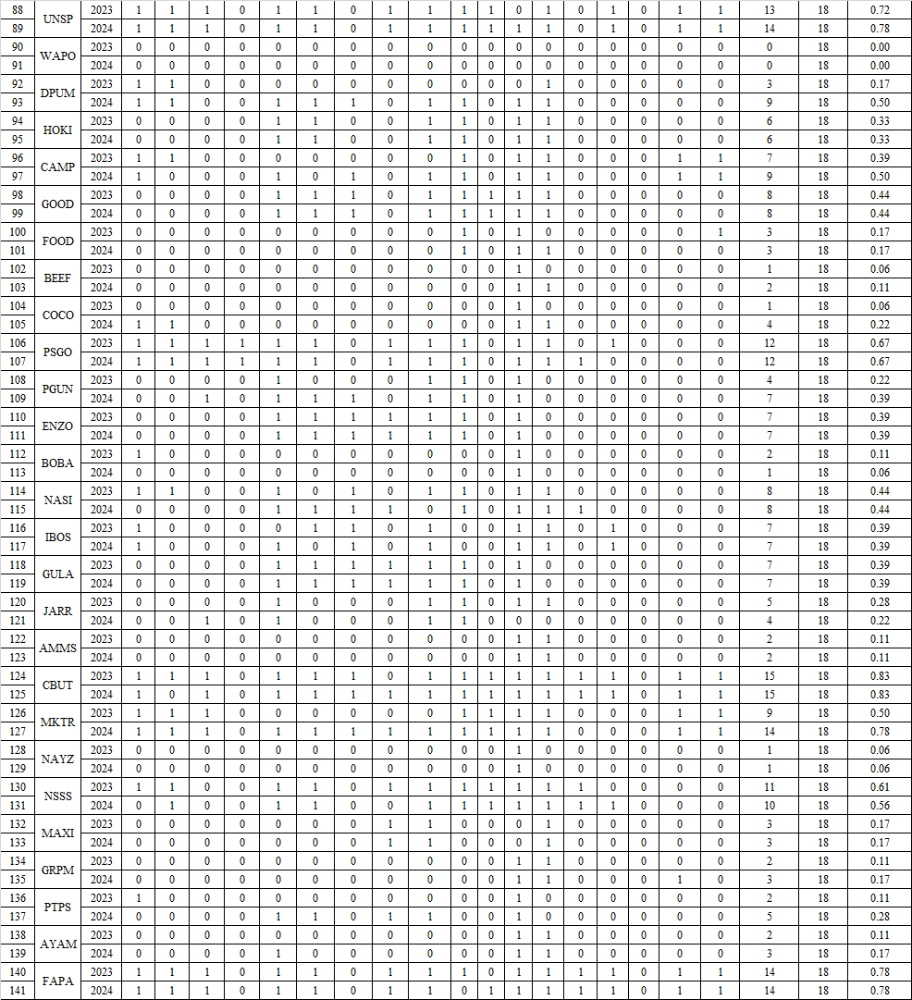 88 UNSP 2023 1 1 1 0 1 1 0 1 1 1 1 0 1 0 1 0 1 1 13 18 0.72
89 2024 1 1 1 0 1 1 0 1 1 1 1 1 1 0 1 0 1 1 14 18 0.78
90 WAPO 2023 0 0 0 0 0 0 0 0 0 0 0 0 0 0 0 0 0 0 0 18 0.00
91 2024 0 0 0 0 0 0 0 0 0 0 0 0 0 0 0 0 0 0 0 18 0.00
92 DPUM 2023 1 1 0 0 0 0 0 0 0 0 0 0 1 0 0 0 0 0 3 18 0.17
93 2024 1 1 0 0 1 1 1 0 1 1 0 1 1 0 0 0 0 0 9 18 0.50
94 HOKI 2023 0 0 0 0 1 1 0 0 1 1 0 1 1 0 0 0 0 0 6 18 0.33
95 2024 0 0 0 0 1 1 0 0 1 1 0 1 1 0 0 0 0 0 6 18 0.33
96 CAMP 2023 1 1 0 0 0 0 0 0 0 1 0 1 1 0 0 0 1 1 7 18 0.39
97 2024 1 0 0 0 1 0 1 0 1 1 0 1 1 0 0 0 1 1 9 18 0.50
98 GOOD 2023 0 0 0 0 1 1 1 0 1 1 1 1 1 0 0 0 0 0 8 18 0.44
99 2024 0 0 0 0 1 1 1 0 1 1 1 1 1 0 0 0 0 0 8 18 0.44
100 FOOD 2023 0 0 0 0 0 0 0 0 0 1 0 1 0 0 0 0 0 1 3 18 0.17
101 2024 0 0 0 0 0 0 0 0 0 1 0 1 1 0 0 0 0 0 3 18 0.17
102 BEEF 2023 0 0 0 0 0 0 0 0 0 0 0 1 0 0 0 0 0 0 1 18 0.06
103 2024 0 0 0 0 0 0 0 0 0 0 0 1 1 0 0 0 0 0 2 18 0.11
104 COCO 2023 0 0 0 0 0 0 0 0 0 0 0 1 0 0 0 0 0 0 1 18 0.06
105 2024 1 1 0 0 0 0 0 0 0 0 0 1 1 0 0 0 0 0 4 18 0.22
106 PSGO 2023 1 1 1 1 1 1 0 1 1 1 0 1 1 0 1 0 0 0 12 18 0.67
107 2024 1 1 1 1 1 1 0 1 1 1 0 1 1 1 0 0 0 0 12 18 0.67
108 PGUN 2023 0 0 0 0 1 0 0 0 1 1 0 1 0 0 0 0 0 0 4 18 0.22
109 2024 0 0 1 0 1 1 1 0 1 1 0 1 0 0 0 0 0 0 7 18 0.39
110 ENZO 2023 0 0 0 0 1 1 1 1 1 1 0 1 0 0 0 0 0 0 7 18 0.39
111 2024 0 0 0 0 1 1 1 1 1 1 0 1 0 0 0 0 0 0 7 18 0.39
112 BOBA 2023 1 0 0 0 0 0 0 0 0 0 0 1 0 0 0 0 0 0 2 18 0.11
113 2024 0 0 0 0 0 0 0 0 0 0 0 1 0 0 0 0 0 0 1 18 0.06
114 NASI 2023 1 1 0 0 1 0 1 0 1 1 0 1 1 0 0 0 0 0 8 18 0.44
115 2024 0 0 0 0 1 1 1 1 0 1 0 1 1 1 0 0 0 0 8 18 0.44
116 IBOS 2023 1 0 0 0 0 1 1 0 1 0 0 1 1 0 1 0 0 0 7 18 0.39
117 2024 1 0 0 0 1 0 1 0 1 0 0 1 1 0 1 0 0 0 7 18 0.39
118 GULA 2023 0 0 0 0 1 1 1 1 1 1 0 1 0 0 0 0 0 0 7 18 0.39
119 2024 0 0 0 0 1 1 1 1 1 1 0 1 0 0 0 0 0 0 7 18 0.39
120 JARR 2023 0 0 0 0 1 0 0 0 1 1 0 1 1 0 0 0 0 0 5 18 0.28
121 2024 0 0 1 0 1 0 0 0 1 1 0 0 0 0 0 0 0 0 4 18 0.22
122 AMMS 2023 0 0 0 0 0 0 0 0 0 0 0 1 1 0 0 0 0 0 2 18 0.11
123 2024 0 0 0 0 0 0 0 0 0 0 0 1 1 0 0 0 0 0 2 18 0.11
124 CBUT 2023 1 1 1 0 1 1 1 0 1 1 1 1 1 1 1 0 1 1 15 18 0.83
125 2024 1 0 1 0 1 1 1 1 1 1 1 1 1 1 1 0 1 1 15 18 0.83
126 MKTR 2023 1 1 1 0 0 0 0 0 0 1 1 1 1 0 0 0 1 1 9 18 0.50
127 2024 1 1 1 0 1 1 1 1 1 1 1 1 1 0 0 0 1 1 14 18 0.78
128 NAYZ 2023 0 0 0 0 0 0 0 0 0 0 0 1 0 0 0 0 0 0 1 18 0.06
129 2024 0 0 0 0 0 0 0 0 0 0 0 1 0 0 0 0 0 0 1 18 0.06
130 NSSS 2023 1 1 0 0 1 1 0 1 1 1 1 1 1 1 0 0 0 0 11 18 0.61
131 2024 0 1 0 0 1 1 0 0 1 1 1 1 1 1 1 0 0 0 10 18 0.56
132 MAXI 2023 0 0 0 0 0 0 0 1 1 0 0 0 1 0 0 0 0 0 3 18 0.17
133 2024 0 0 0 0 0 0 0 1 1 0 0 0 1 0 0 0 0 0 3 18 0.17
134 GRPM 2023 0 0 0 0 0 0 0 0 0 0 0 1 1 0 0 0 0 0 2 18 0.11
135 2024 0 0 0 0 0 0 0 0 0 0 0 1 1 0 0 0 1 0 3 18 0.17
136 PTPS 2023 1 0 0 0 0 0 0 0 0 0 0 1 0 0 0 0 0 0 2 18 0.11
137 2024 0 0 0 0 1 1 0 1 1 0 0 1 0 0 0 0 0 0 5 18 0.28
138 AYAM 2023 0 0 0 0 0 0 0 0 0 0 0 1 1 0 0 0 0 0 2 18 0.11
139 2024 0 0 0 0 1 0 0 0 0 0 0 1 1 0 0 0 0 0 3 18 0.17
140 FAPA 2023 1 1 1 0 1 1 0 1 1 1 0 1 1 1 1 0 1 1 14 18 0.78
141 2024 1 1 1 0 1 1 0 1 1 0 1 1 1 1 1 0 1 1 14 18 0.78